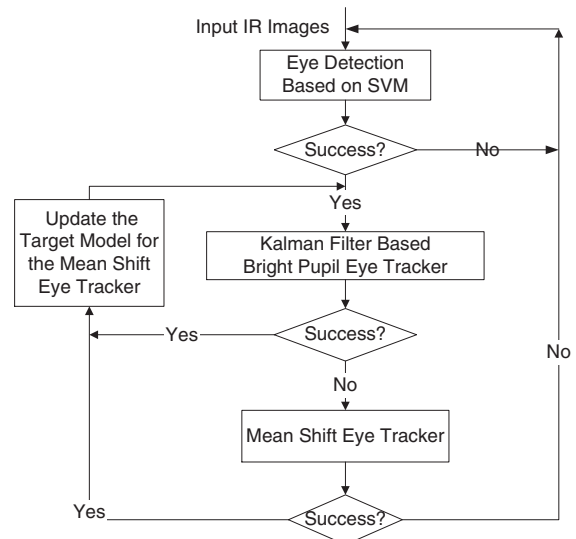 Input IR Images
Eye Detection
Based on SVM
Success?
No
Yes
Update the
Target Model for
the Mean Shift
Eye Tracker
Kalman Filter Based
Bright Pupil Eye Tracker
Yes
Success?
No
No
Mean Shift Eye Tracker
Yes
Success?